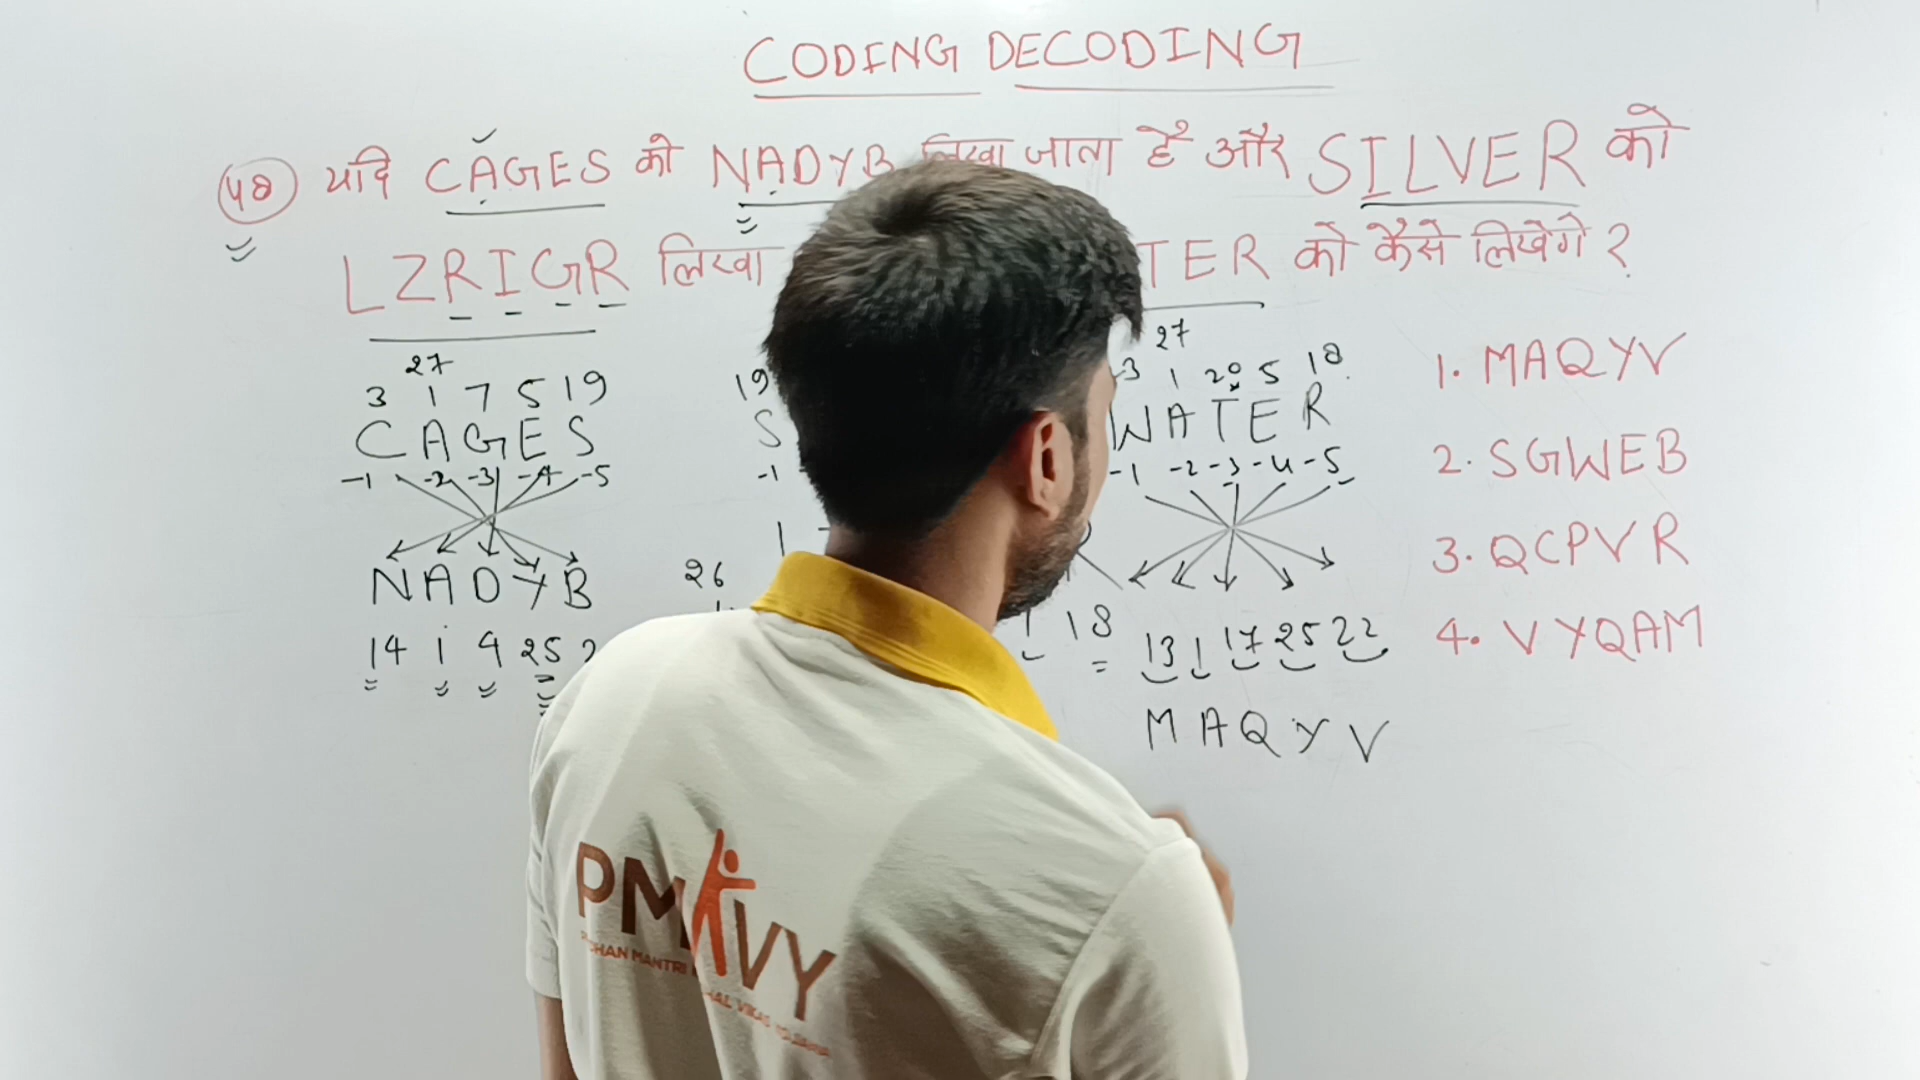 CODING DECODING
48 यदि CAGES को NADYB लिखा जाता है और SILVER को
LZRIGR लिखा TER को कैसे लिखेंगे ?
27
3 1 7 5 19
CAGES
-1 -2 -3 -4 -5
NADYB
14 1 4 25
19
S
-1
26
18
27
3 1 20 5 18
WATER
-1 -2 -3 -4 -5
13 1 17 25 22
MAQYV
1. MAQYV
2. SGWEB
3. QCPVR
4. VYQAM
PMKVY